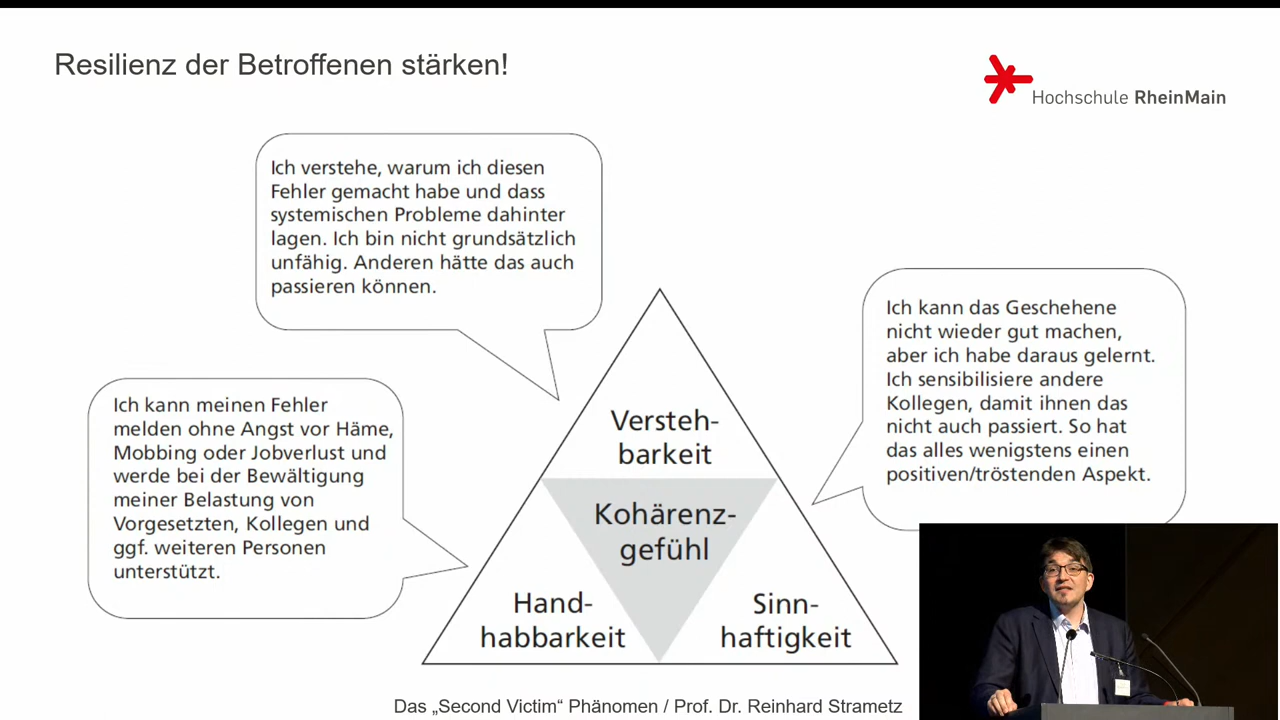 Resilienz der Betroffenen stärken!
Hochschule RheinMain
Ich verstehe, warum ich diesen
Fehler gemacht habe und dass
systemischen Probleme dahinter
lagen. Ich bin nicht grundsätzlich
unfähig. Anderen hätte das auch
passieren können.
Ich kann das Geschehene
nicht wieder gut machen,
aber ich habe daraus gelernt.
Ich sensibilisiere andere
Kollegen, damit ihnen das
nicht auch passiert. So hat
das alles wenigstens einen
positiven/tröstenden Aspekt.
Ich kann meinen Fehler
melden ohne Angst vor Häme,
Mobbing oder Jobverlust und
werde bei der Bewältigung
meiner Belastung von
Vorgesetzten, Kollegen und
ggf. weiteren Personen
unterstützt.
Versteh-
barkeit
Kohärenz-
gefühl
Hand-
habbarkeit
Sinn-
haftigkeit
Das „Second Victim“ Phänomen / Prof. Dr. Reinhard Strametz